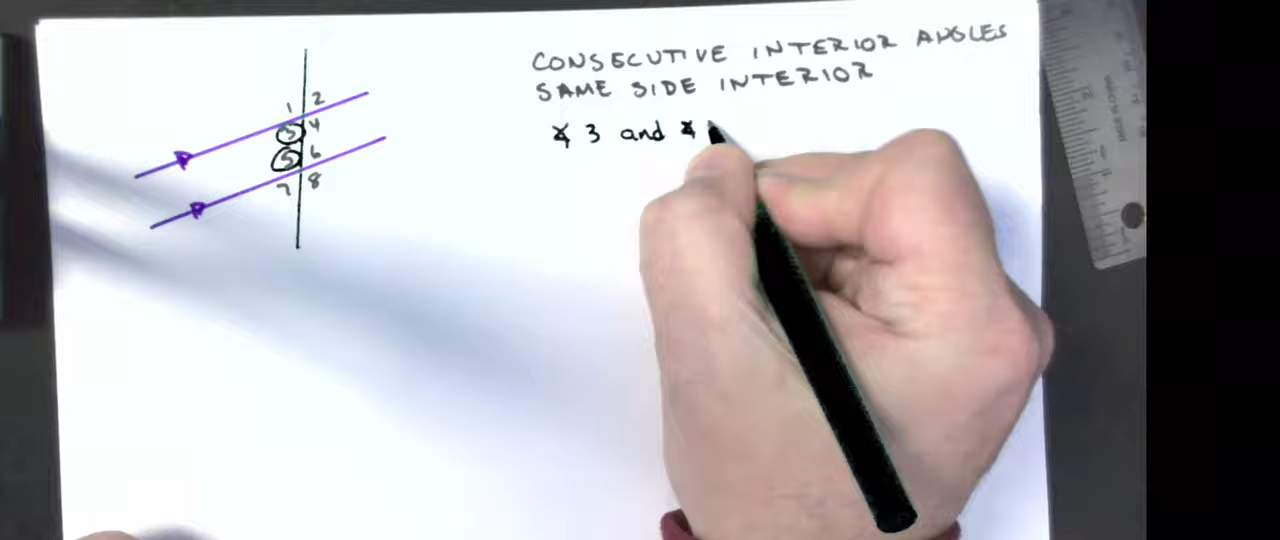 CONSECUTIVE INTERIOR ANGLES
SAME SIDE INTERIOR
∡ 3 and ∡
1 2
3 4
5 6
7 8